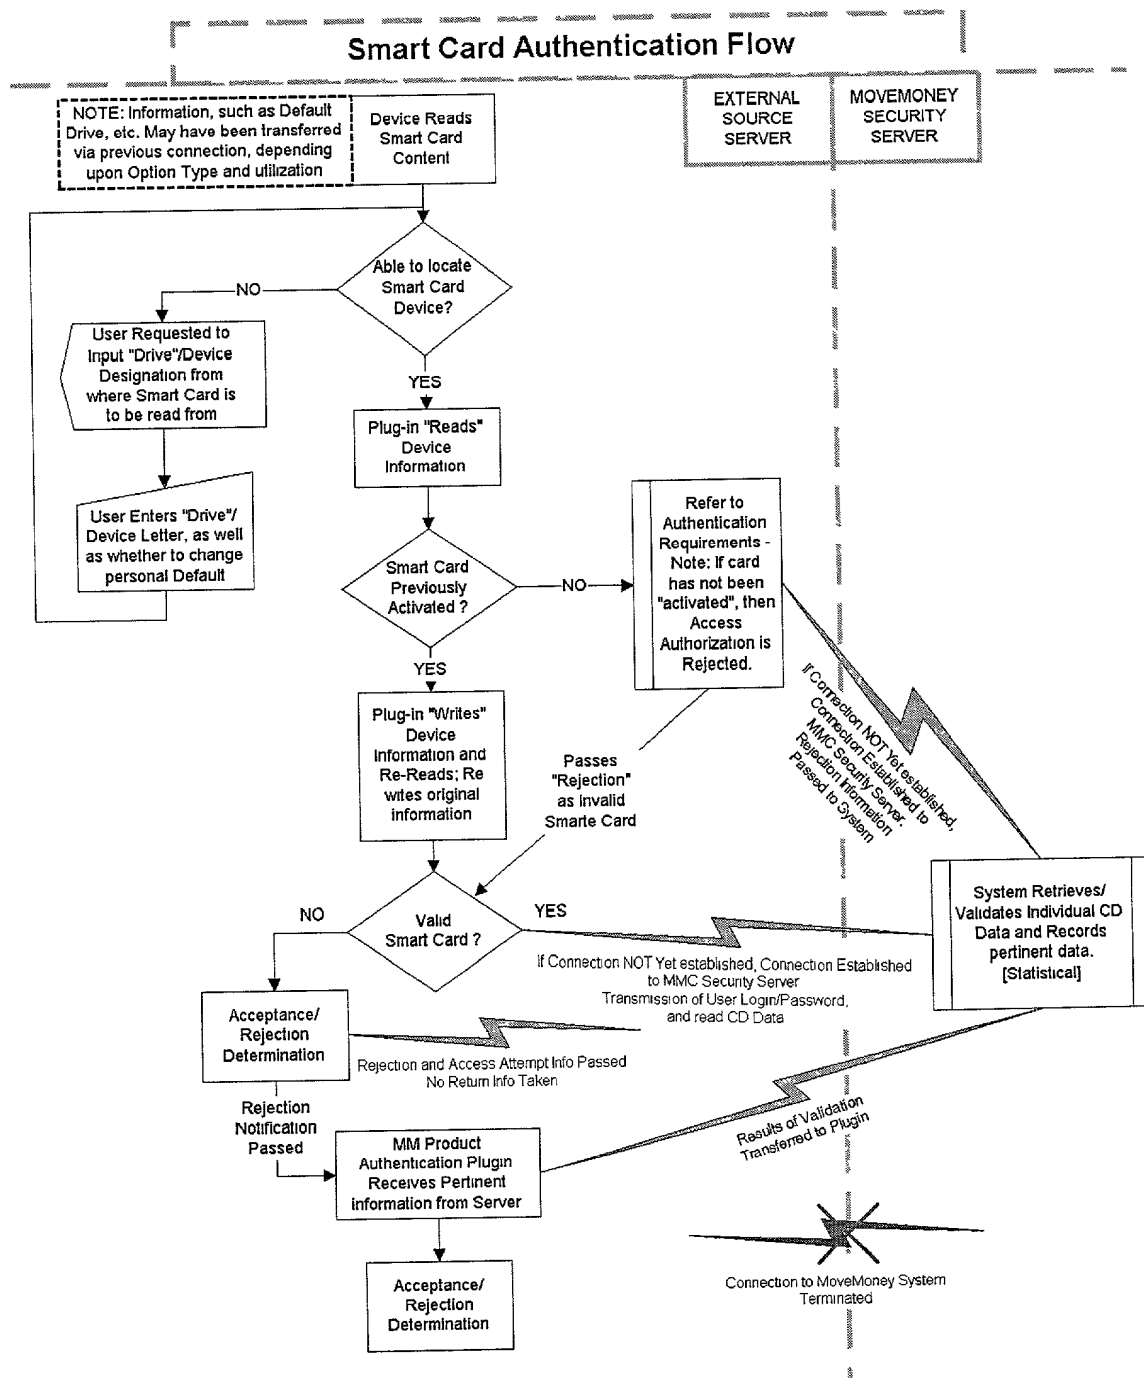 Smart Card Authentication Flow
NOTE: Information, such as Default
Drive, etc. May have been transferred
via previous connection, depending
upon Option Type and utilization
Device Reads
Smart Card
Content
EXTERNAL
SOURCE
SERVER
MOVEMONEY
SECURITY
SERVER
Able to locate
Smart Card
Device?
NO
User Requested to
Input "Drive"/Device
Designation from
where Smart Card is
to be read from
YES
Plug-in "Reads"
Device
Information
User Enters "Drive"/
Device Letter, as well
as whether to change
personal Default
Smart Card
Previously
Activated ?
NO
Refer to
Authentication
Requirements -
Note: If card
has not been
"activated", then
Access
Authorization is
Rejected.
YES
Plug-in "Writes"
Device
Information and
Re-Reads; Re
wites original
information
Passes
"Rejection"
as Invalid
Smarte Card
If Connection NOT Yet established,
Connection Established to
MMC Security Server.
Rejection Information
Passed to System
NO
Valid
Smart Card ?
YES
System Retrieves/
Validates Individual CD
Data and Records
pertinent data.
[Statistical]
If Connection NOT Yet established, Connection Established
to MMC Security Server
Transmission of User Login/Password,
and read CD Data
Acceptance/
Rejection
Determination
Rejection and Access Attempt Info Passed
No Return Info Taken
Rejection
Notification
Passed
Results of Validation
Transferred to Plugin
MM Product
Authentication Plugin
Receives Pertinent
information from Server
Connection to MoveMoney System
Terminated
Acceptance/
Rejection
Determination